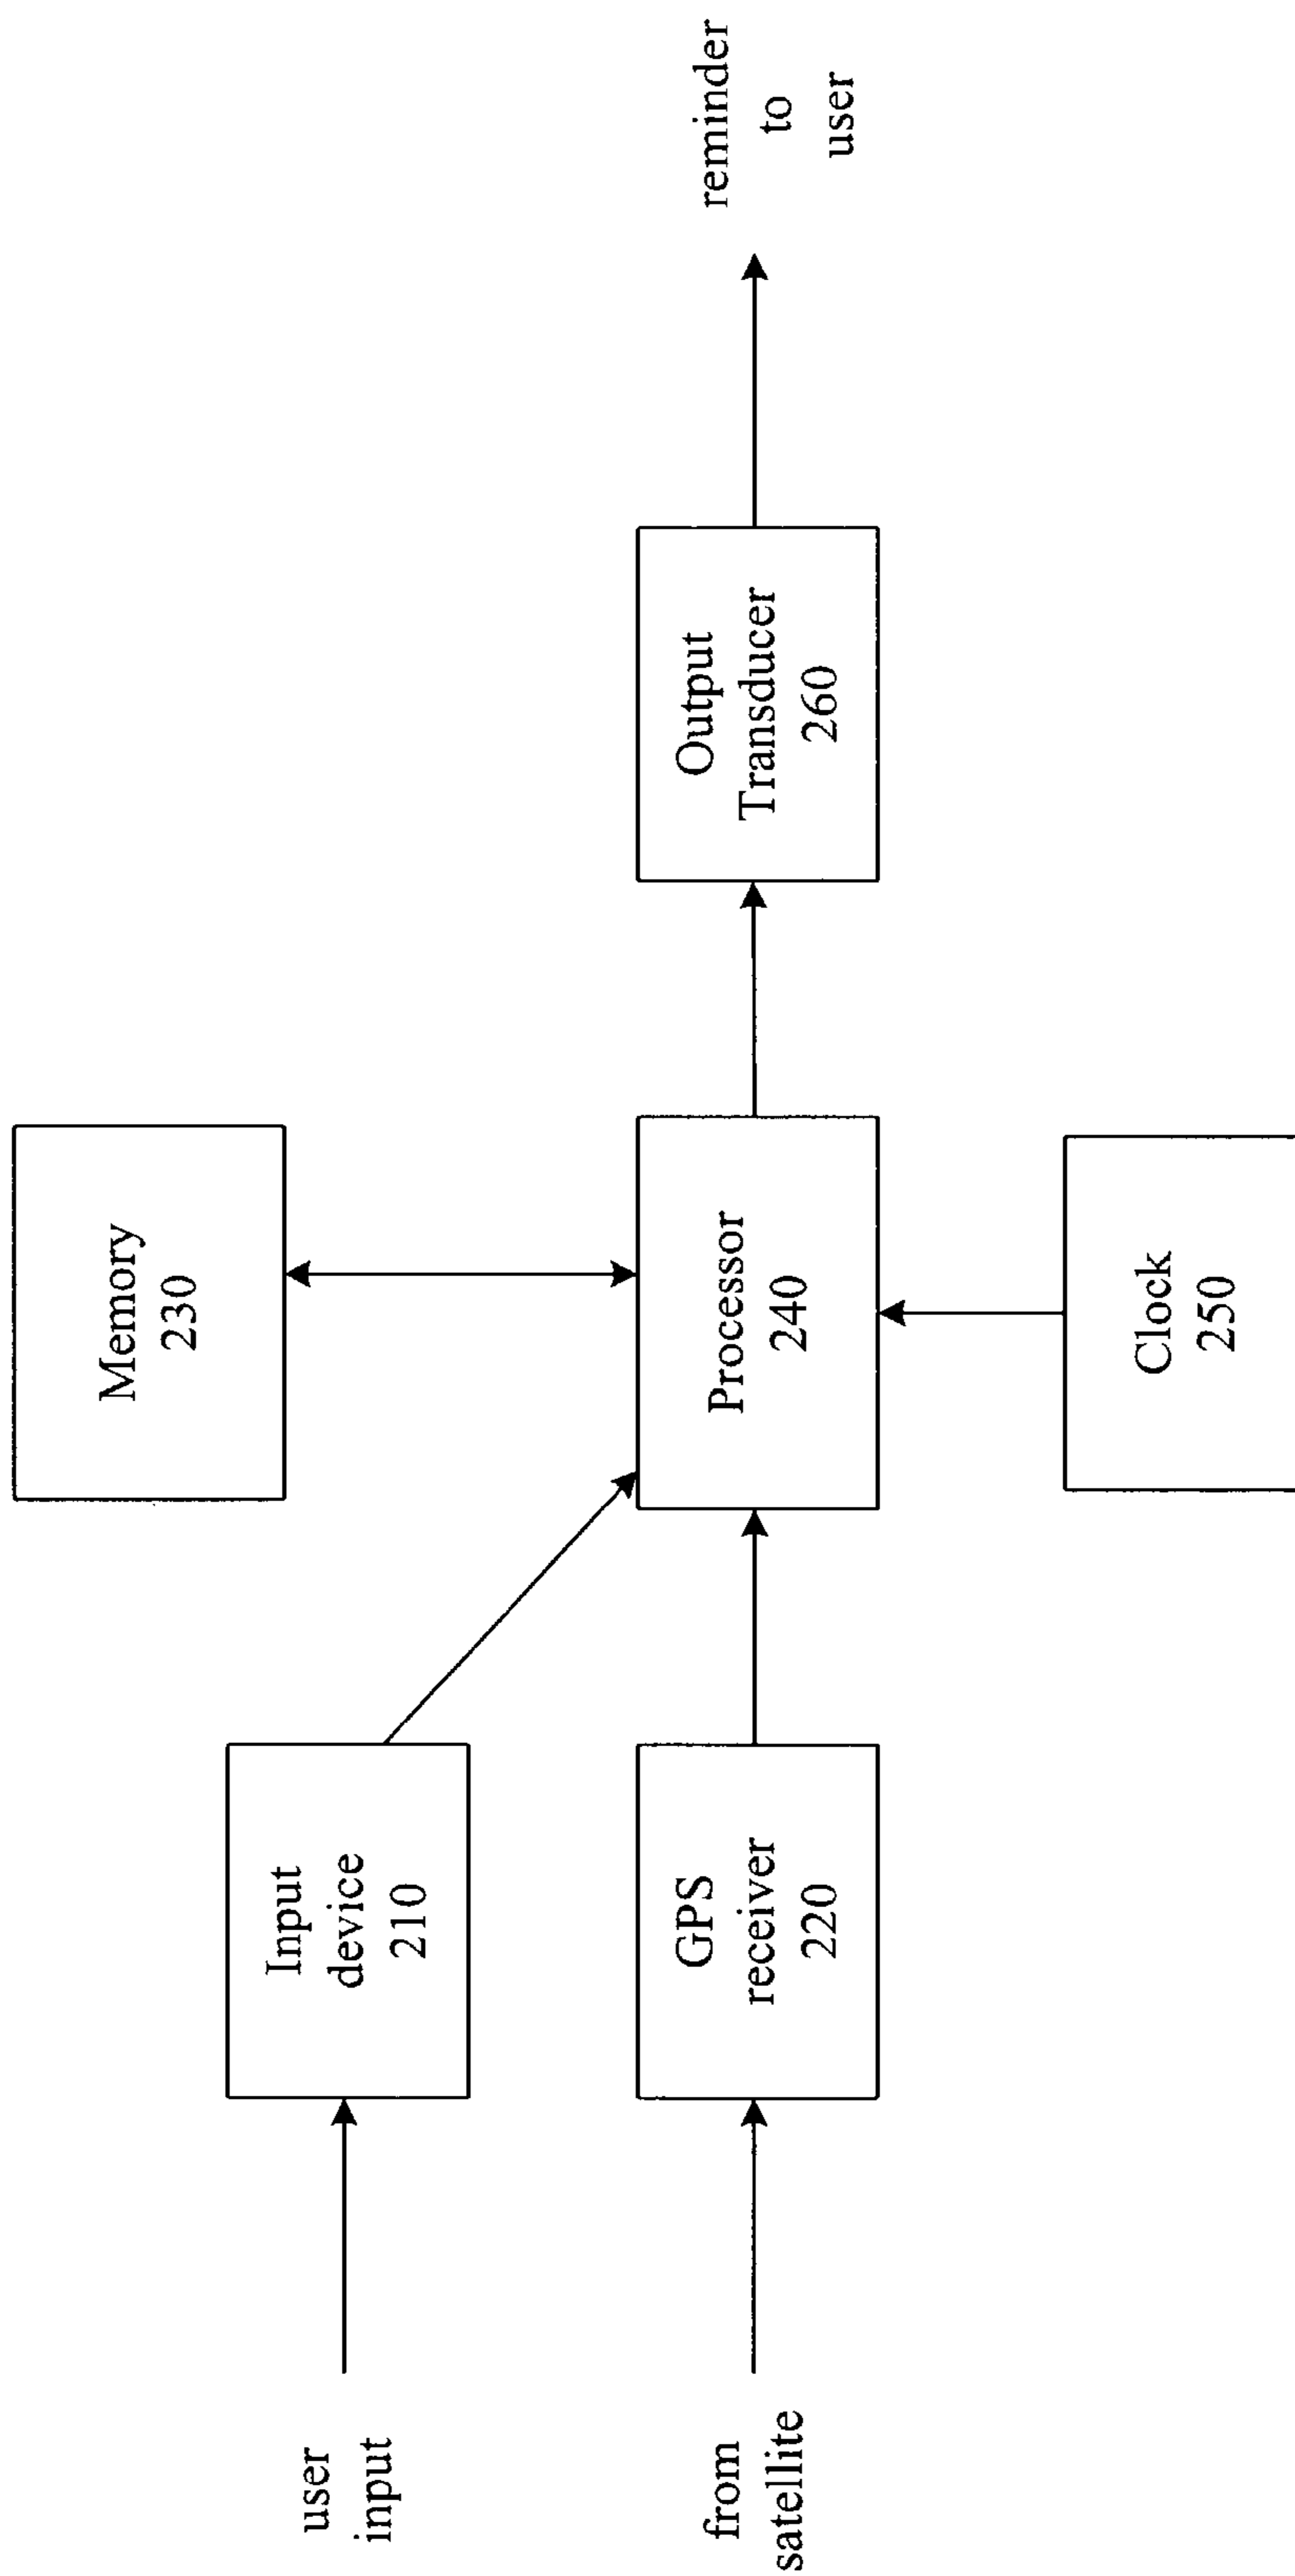 Memory
230
user
input
Input
device
210
from
satellite
GPS
receiver
220
Processor
240
Output
Transducer
260
reminder
to
user
Clock
250